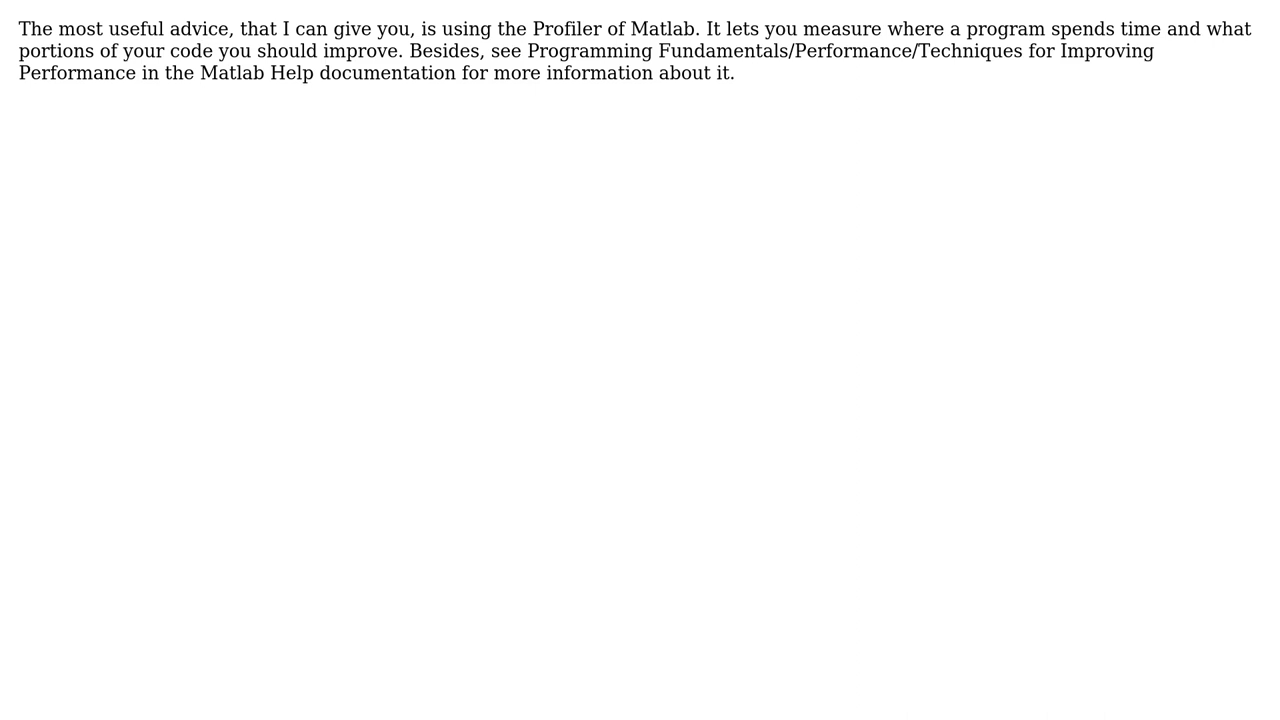 The most useful advice, that I can give you, is using the Profiler of Matlab. It lets you measure where a program spends time and what
portions of your code you should improve. Besides, see Programming Fundamentals/Performance/Techniques for Improving
Performance in the Matlab Help documentation for more information about it.